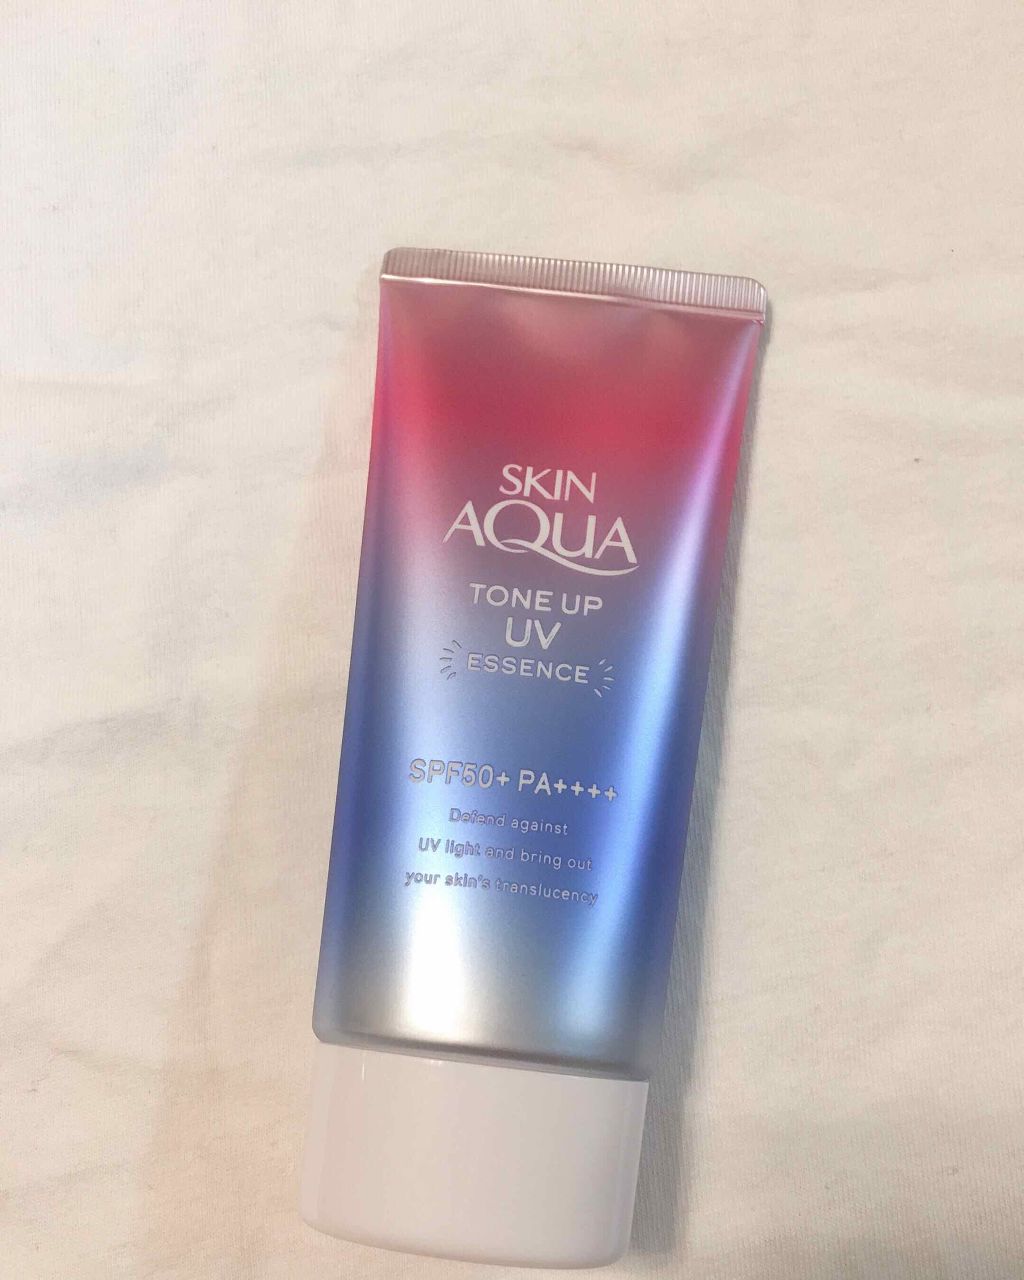 SKIN
AQUA
TONE UP
UV
ESSENCE
SPF50+ PA++++
Defend against
UV light and bring out
your skin's translucency